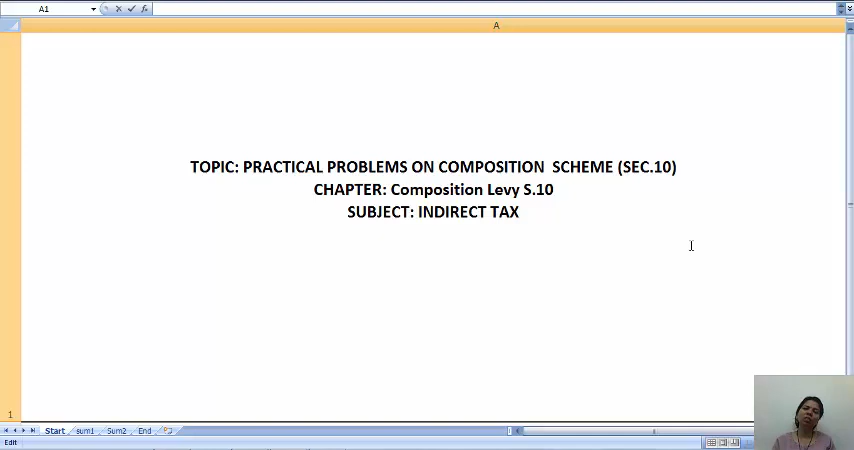 A1
A
TOPIC: PRACTICAL PROBLEMS ON COMPOSITION SCHEME (SEC.10)
CHAPTER: Composition Levy S.10
SUBJECT: INDIRECT TAX
1
Start sum1 Sum2 End
Edit